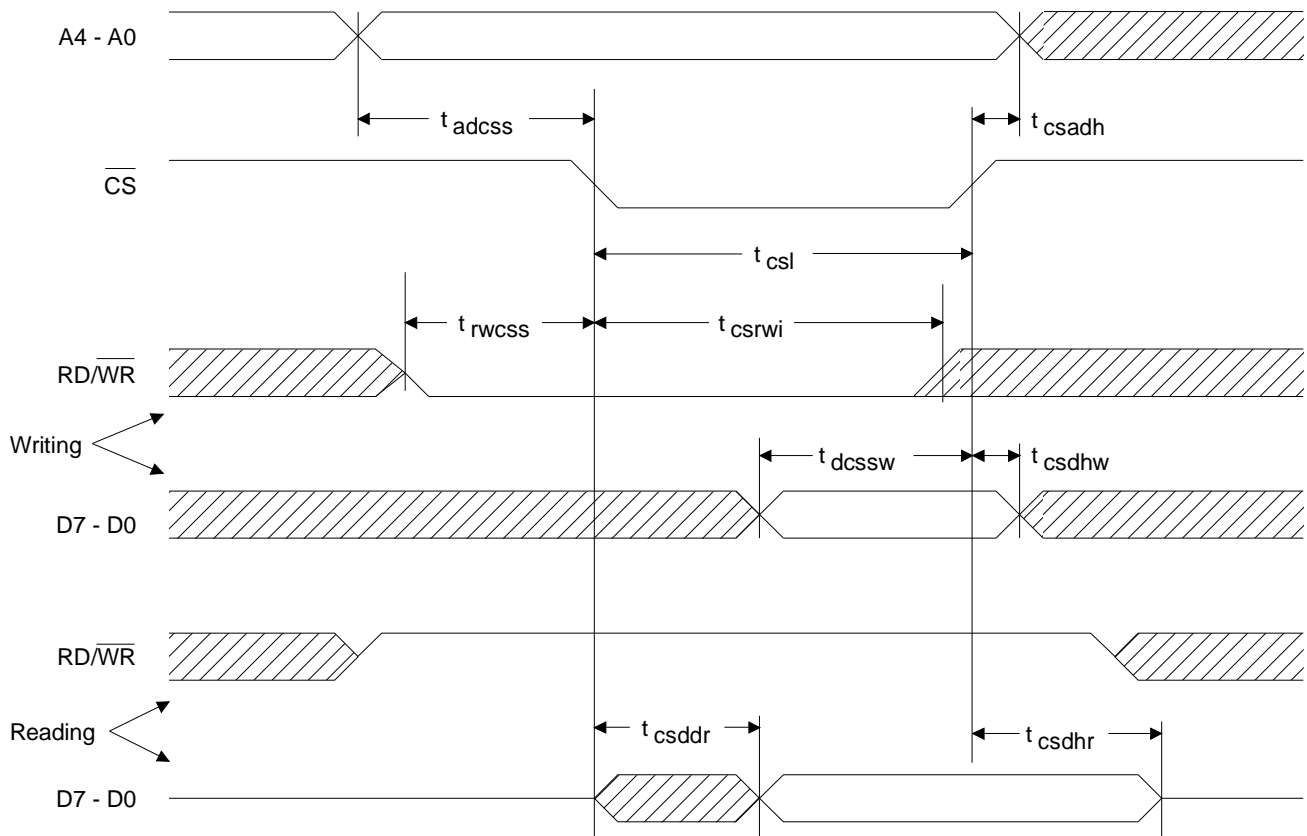 A4 - A0
t adcss
t csadh
CS
t csl
t rwcss
t csrwi
RD/WR
Writing
t dcssw
t csdhw
D7 - D0
RD/WR
Reading
t csddr
t csdhr
D7 - D0